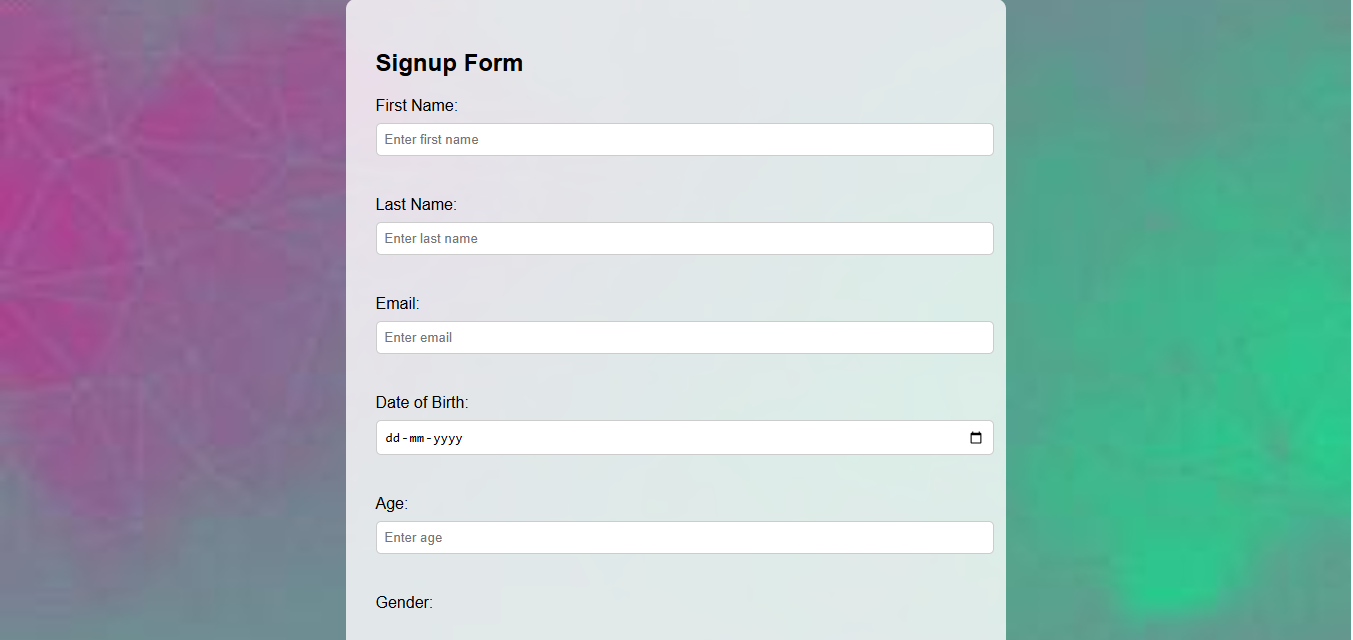 Signup Form
First Name:
Enter first name
Last Name:
Enter last name
Email:
Enter email
Date of Birth:
dd-mm-yyyy
Age:
Enter age
Gender: